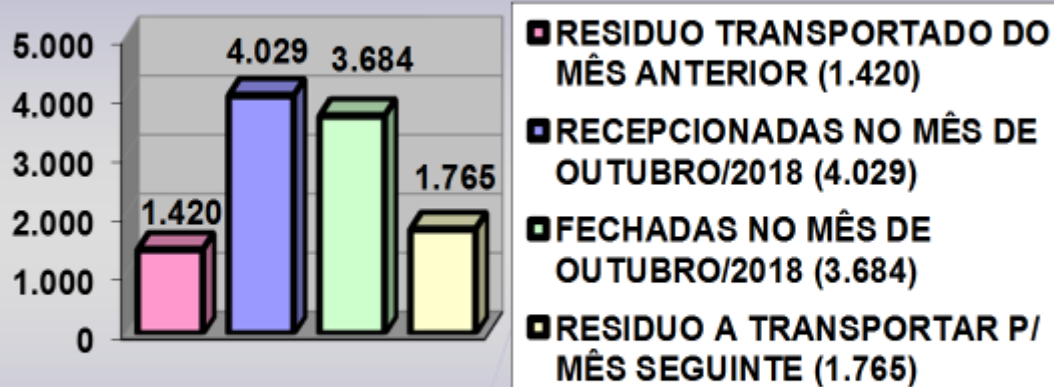 5.000
4.000
3.000
2.000
1.000
0
1.420
4.029
3.684
1.765
RESIDUO TRANSPORTADO DO
MÊS ANTERIOR (1.420)
RECEPCIONADAS NO MÊS DE
OUTUBRO/2018 (4.029)
FECHADAS NO MÊS DE
OUTUBRO/2018 (3.684)
RESIDUO A TRANSPORTAR P/
MÊS SEGUINTE (1.765)